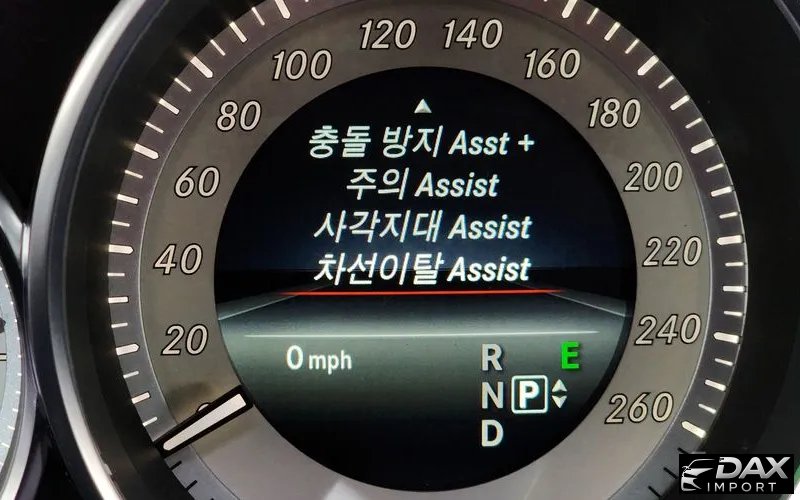 120 140
100 160
80 180
60 200
40 220
20 240
260
충돌 방지 Asst +
주의 Assist
사각지대 Assist
차선이탈 Assist
0 mph
R E
N P
D
DAX
IMPORT